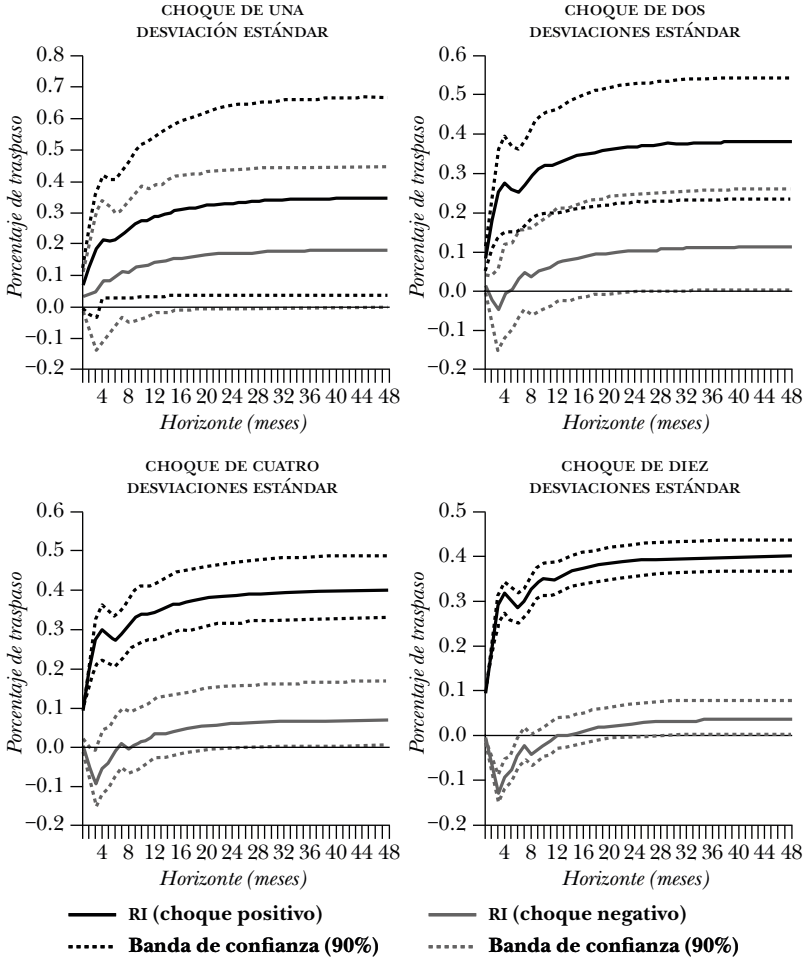 CHOQUE DE UNA
DESVIACIÓN ESTÁNDAR
Porcentaje de traspaso
0.8
0.7
0.6
0.5
0.4
0.3
0.2
0.1
0.0
−0.1
−0.2
4 8 12 16 20 24 28 32 36 40 44 48
Horizonte (meses)
CHOQUE DE DOS
DESVIACIONES ESTÁNDAR
Porcentaje de traspaso
0.6
0.5
0.4
0.3
0.2
0.1
0.0
−0.1
−0.2
4 8 12 16 20 24 28 32 36 40 44 48
Horizonte (meses)
CHOQUE DE CUATRO
DESVIACIONES ESTÁNDAR
Porcentaje de traspaso
0.6
0.5
0.4
0.3
0.2
0.1
0.0
−0.1
−0.2
4 8 12 16 20 24 28 32 36 40 44 48
Horizonte (meses)
CHOQUE DE DIEZ
DESVIACIONES ESTÁNDAR
Porcentaje de traspaso
0.5
0.4
0.3
0.2
0.1
0.0
−0.1
−0.2
4 8 12 16 20 24 28 32 36 40 44 48
Horizonte (meses)
RI (choque positivo)
RI (choque negativo)
Banda de confianza (90%)
Banda de confianza (90%)